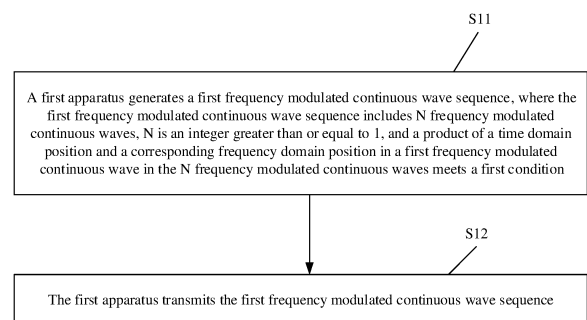 S11
A first apparatus generates a first frequency modulated continuous wave sequence, where the
first frequency modulated continuous wave sequence includes N frequency modulated
continuous waves, N is an integer greater than or equal to 1, and a product of a time domain
position and a corresponding frequency domain position in a first frequency modulated
continuous wave in the N frequency modulated continuous waves meets a first condition
S12
The first apparatus transmits the first frequency modulated continuous wave sequence